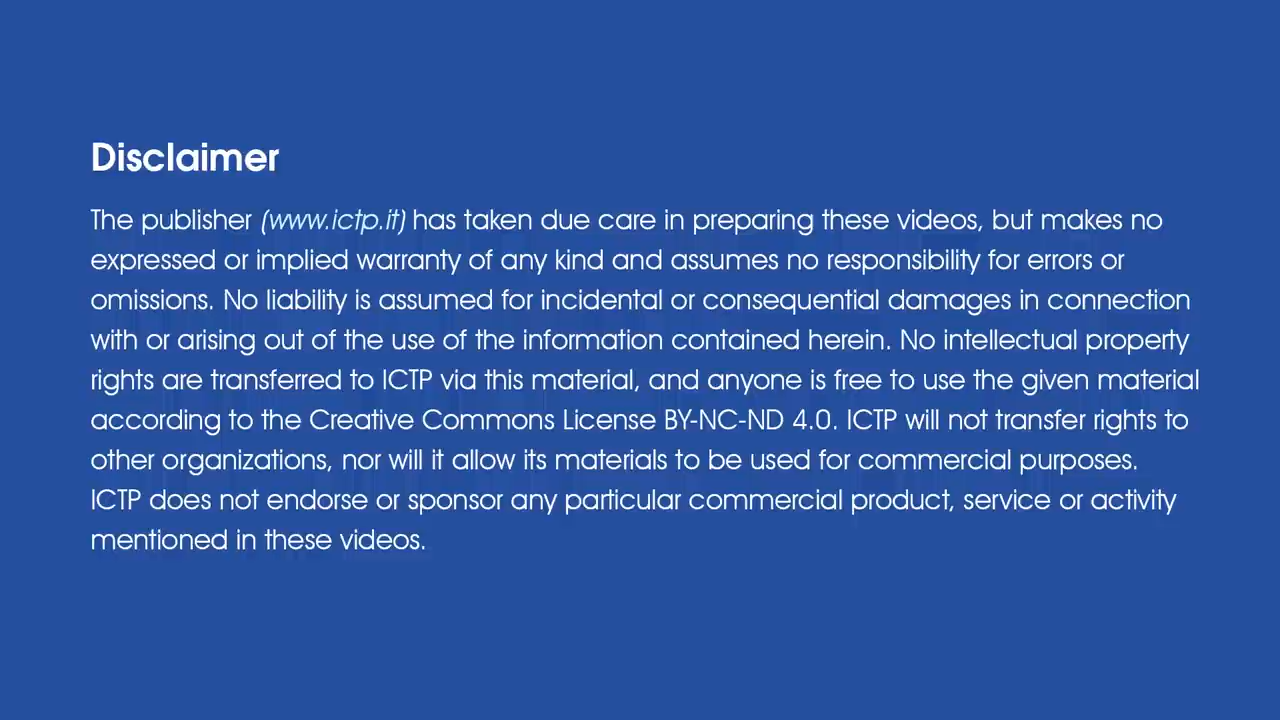 Disclaimer
The publisher (www.ictp.it) has taken due care in preparing these videos, but makes no
expressed or implied warranty of any kind and assumes no responsibility for errors or
omissions. No liability is assumed for incidental or consequential damages in connection
with or arising out of the use of the information contained herein. No intellectual property
rights are transferred to ICTP via this material, and anyone is free to use the given material
according to the Creative Commons License BY-NC-ND 4.0. ICTP will not transfer rights to
other organizations, nor will it allow its materials to be used for commercial purposes.
ICTP does not endorse or sponsor any particular commercial product, service or activity
mentioned in these videos.